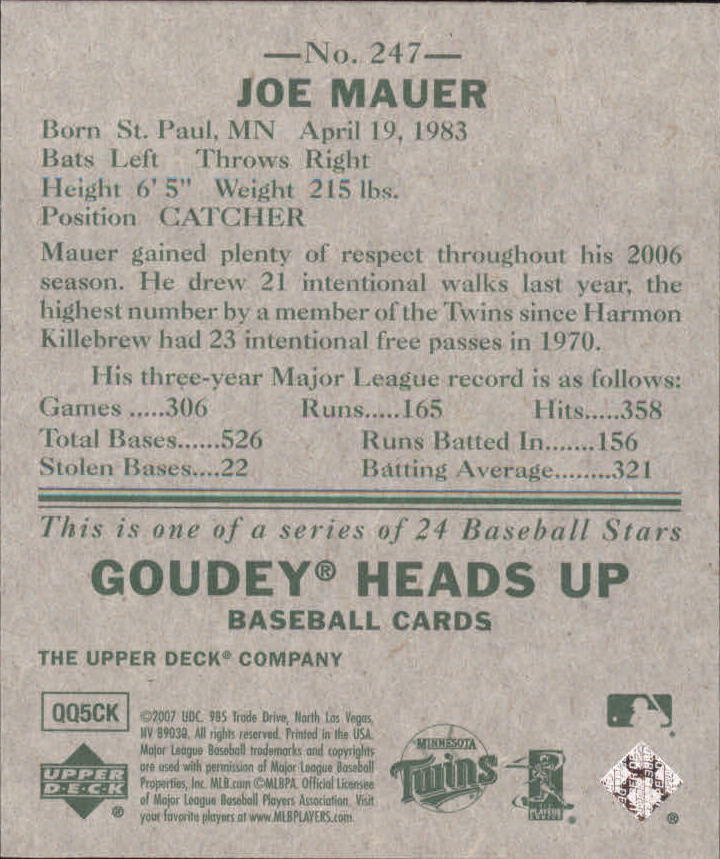 —No. 247—
JOE MAUER
Born St. Paul, MN April 19, 1983
Bats Left Throws Right
Height 6' 5" Weight 215 lbs.
Position CATCHER
Mauer gained plenty of respect throughout his 2006
season. He drew 21 intentional walks last year, the
highest number by a member of the Twins since Harmon
Killebrew had 23 intentional free passes in 1970.
His three-year Major League record is as follows:
Games .....306 Runs.....165 Hits.....358
Total Bases......526 Runs Batted In.......156
Stolen Bases....22 Batting Average........321
This is one of a series of 24 Baseball Stars
GOUDEY® HEADS UP
BASEBALL CARDS
THE UPPER DECK® COMPANY
QQ5CK
UPPER
D·E·C·K
®
©2007 UDC. 985 Trade Drive, North Las Vegas,
NV 89030. All rights reserved. Printed in the USA.
Major League Baseball trademarks and copyrights
are used with permission of Major League Baseball
Properties, Inc. MLB.com ©MLBPA. Official Licensee
of Major League Baseball Players Association. Visit
your favorite players at www.MLBPLAYERS.com.
MINNESOTA
Twins
PLAYERS
®